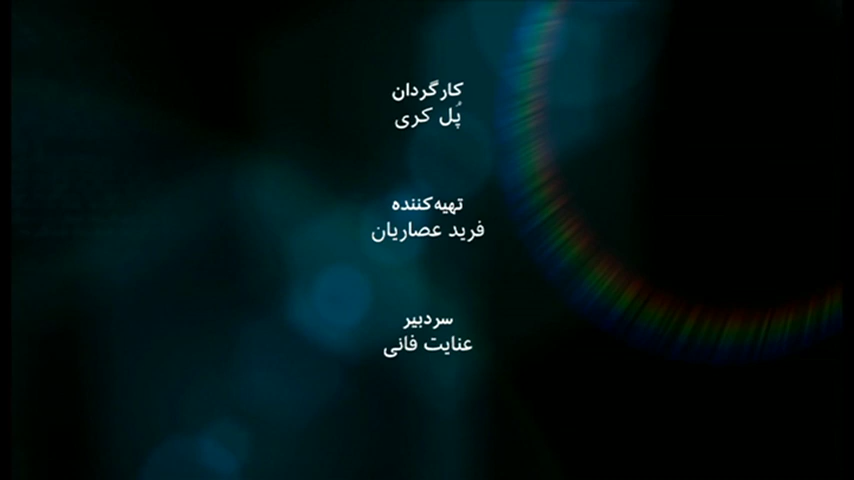 کارگردان
پُل کری
تهیه‌کننده
فرید عصاریان
سردبیر
عنایت فانی